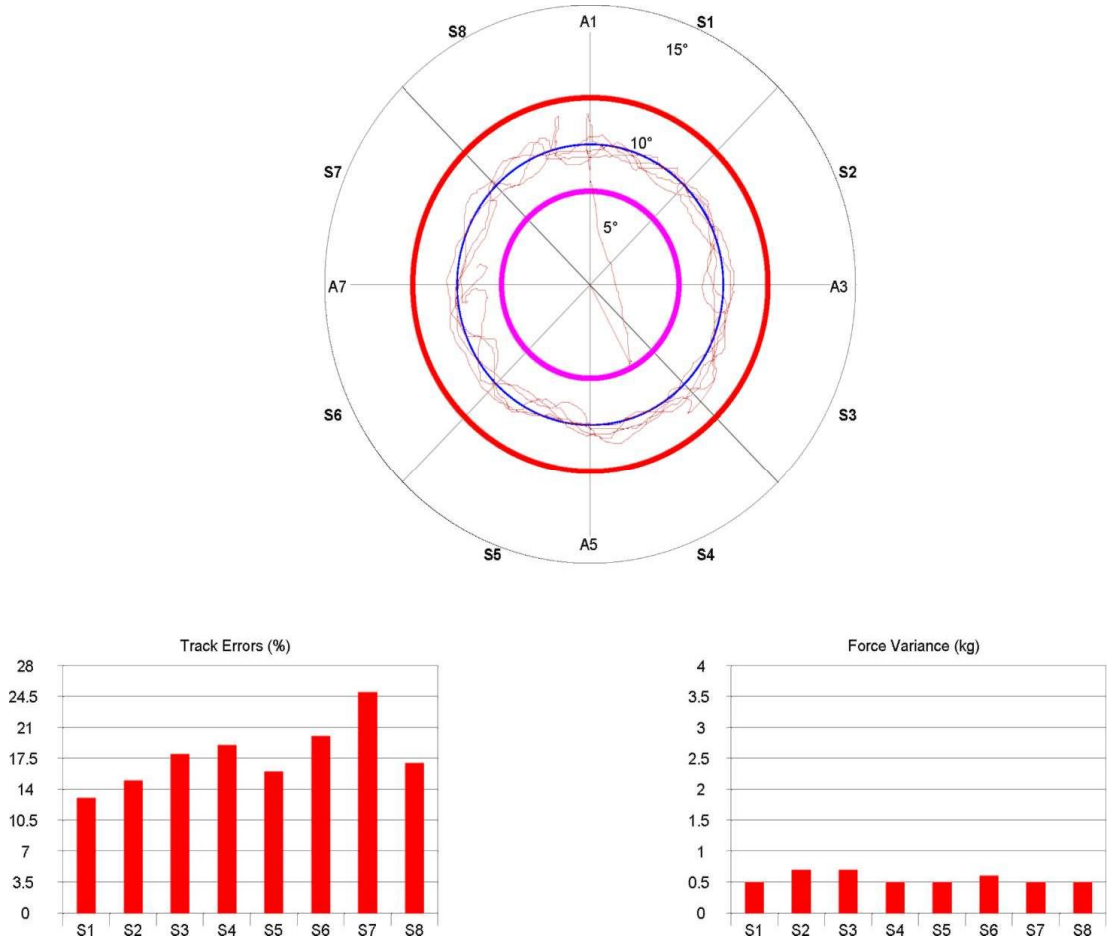 A1
S1
S8
15°
10°
S7
S2
5°
A7
A3
S6
S3
A5
S5
S4
Track Errors (%)
28
24.5
21
17.5
14
10.5
7
3.5
0
S1 S2 S3 S4 S5 S6 S7 S8
Force Variance (kg)
4
3.5
3
2.5
2
1.5
1
0.5
0
S1 S2 S3 S4 S5 S6 S7 S8